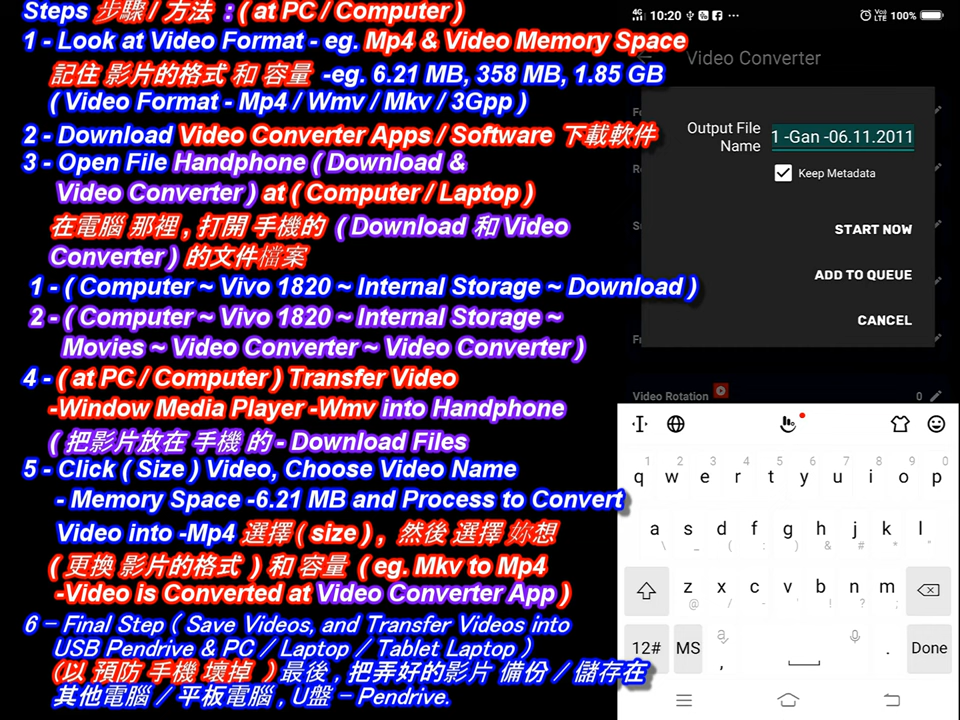 Steps 步驟 / 方法 : ( at PC / Computer )
1 - Look at Video Format - eg. Mp4 & Video Memory Space
記住 影片的格式 和 容量 -eg. 6.21 MB, 358 MB, 1.85 GB
( Video Format - Mp4 / Wmv / Mkv / 3Gpp )
2 - Download Video Converter Apps / Software 下載軟件
3 - Open File Handphone ( Download &
Video Converter ) at ( Computer / Laptop )
在電腦 那裡 , 打開 手機的 ( Download 和 Video
Converter ) 的文件檔案
1 - ( Computer ~ Vivo 1820 ~ Internal Storage ~ Download )
2 - ( Computer ~ Vivo 1820 ~ Internal Storage ~
Movies ~ Video Converter ~ Video Converter )
4 - ( at PC / Computer ) Transfer Video
-Window Media Player -Wmv into Handphone
( 把影片放在 手機 的 - Download Files
5 - Click ( Size ) Video, Choose Video Name
- Memory Space -6.21 MB and Process to Convert
Video into -Mp4 選擇 ( size ) , 然後 選擇 妳想
( 更換 影片的格式 ) 和 容量 ( eg. Mkv to Mp4
-Video is Converted at Video Converter App )
6 - Final Step ( Save Videos, and Transfer Videos into
USB Pendrive & PC / Laptop / Tablet Laptop )
(以 預防 手機 壞掉 ) 最後 , 把弄好的影片 備份 / 儲存在
其他電腦 / 平板電腦 , U盤 - Pendrive.
4G 10:20 VoLTE 100%
Video Converter
Output File
Name
1 -Gan -06.11.2011
Keep Metadata
START NOW
ADD TO QUEUE
CANCEL
Video Rotation 0
1 2 3 4 5 6 7 8 9 0
q w e r t y u i o p
a s d f g h j k l
\ _ ( : ) & # * "
z x c v b n m
@ / - ! ; ?
12# MS , . Done